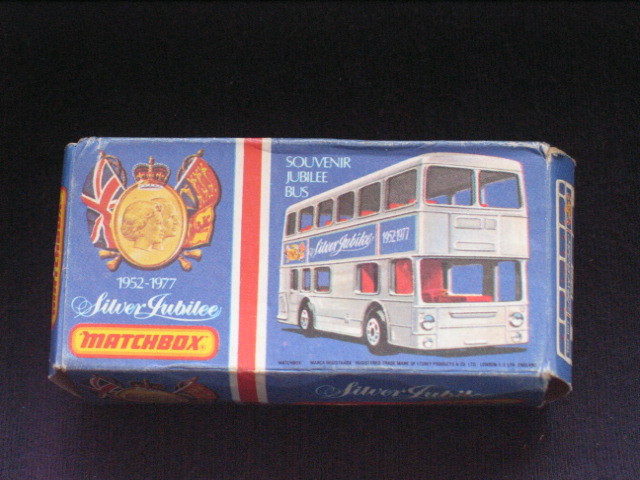 1952-1977
Silver Jubilee
MATCHBOX
SOUVENIR
JUBILEE
BUS
Silver Jubilee 1952-1977
Silver Jubilee